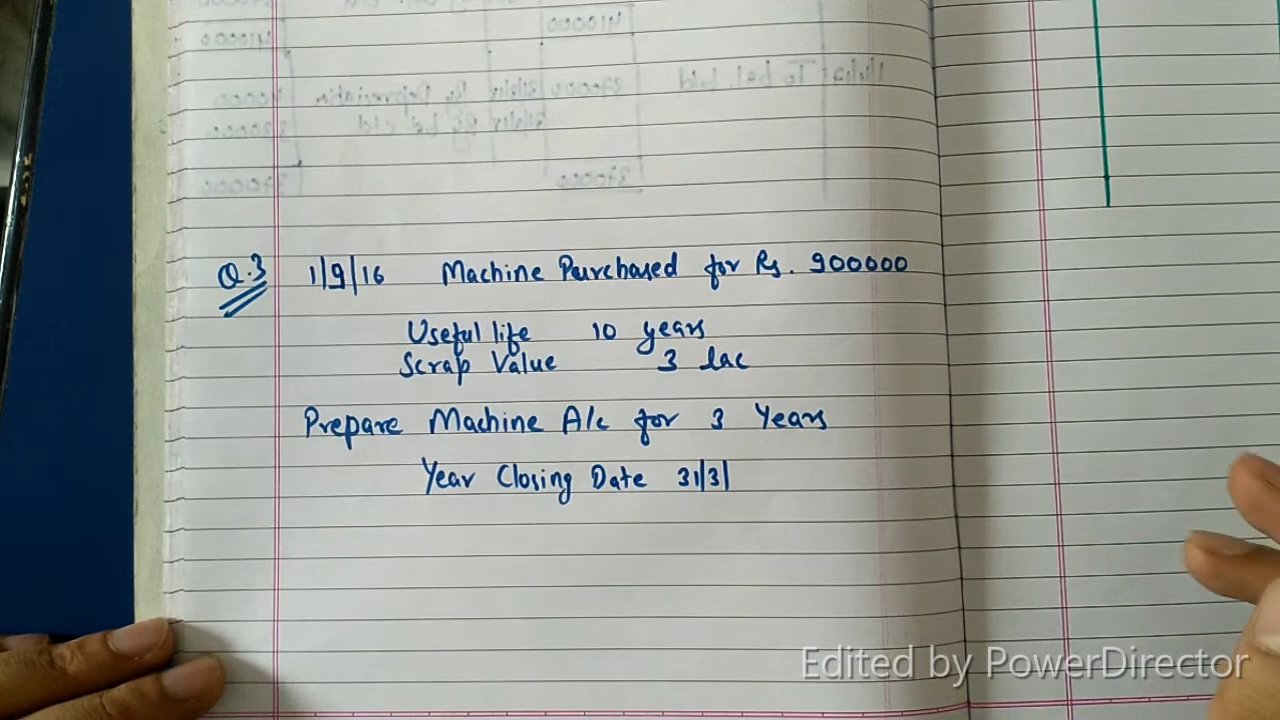 Q.3 1/9/16 Machine Purchased for Rs. 900000
Useful life 10 years
Scrap Value 3 lac
Prepare Machine A/c for 3 Years
Year Closing Date 31/3/
Edited by PowerDirector